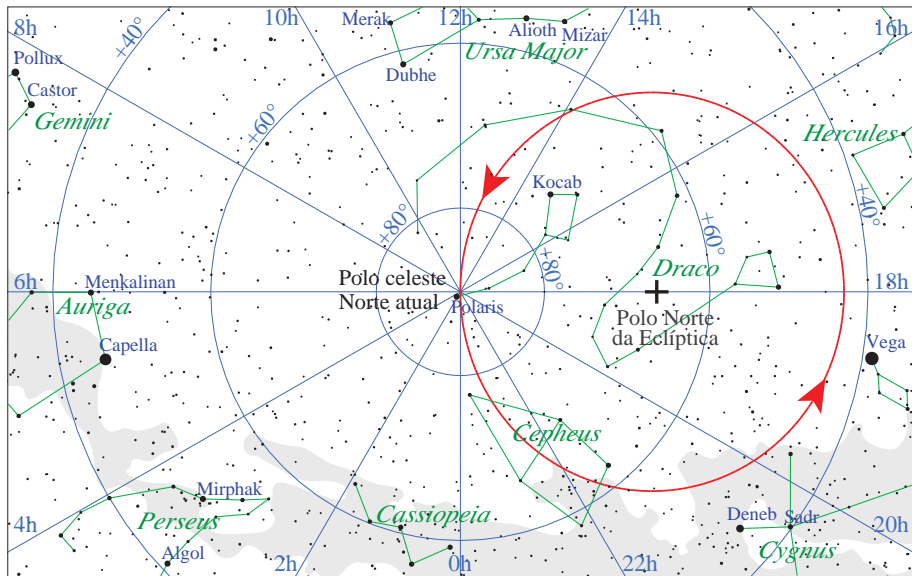 8h
+40°
10h
Merak
12h
Alioth
Mizar
14h
16h
Pollux
Ursa Major
Dubhe
Castor
Gemini
+60°
Hercules
Kocab
+80°
+60°
+40°
+80°
Draco
6h
Menkalinan
Polo celeste
Norte atual
Polaris
18h
Auriga
Polo Norte
da Eclíptica
Capella
Vega
Cepheus
Mirphak
Perseus
Cassiopeia
Deneb
Sadr
4h
Algol
2h
0h
22h
Cygnus
20h